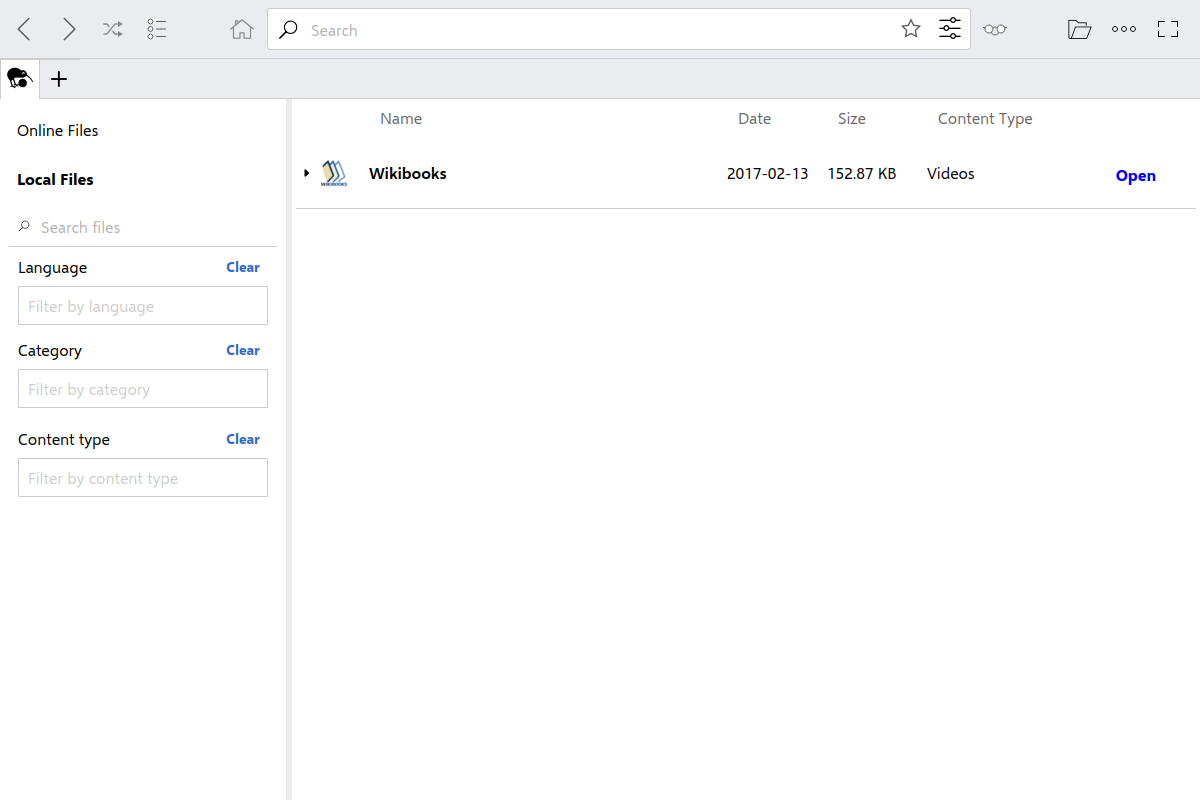 Search
Online Files
Local Files
Search files
Language Clear
Filter by language
Category Clear
Filter by category
Content type Clear
Filter by content type
Name Date Size Content Type
WIKIBOOKS Wikibooks 2017-02-13 152.87 KB Videos Open